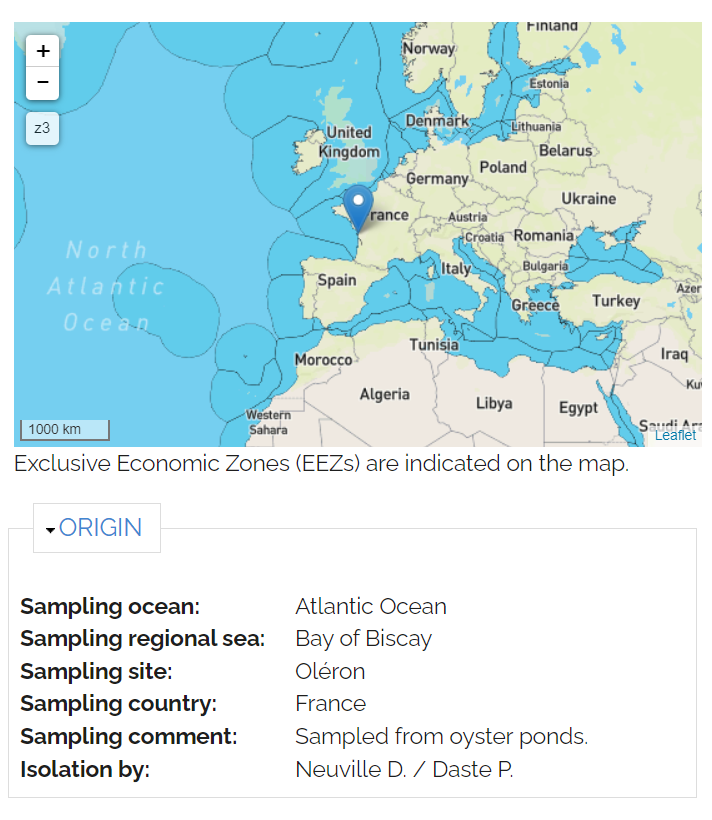 +
−
z3
Finland
Norway
Estonia
Denmark
Lithuania
United
Kingdom
Belarus
Poland
Germany
Ukraine
rance
Austria
Croatia
Romania
North
Atlantic
Ocean
Spain
Italy
Bulgaria
Greece
Turkey
Azer
Tunisia
Morocco
Iraq
Algeria
Libya
Egypt
Ku
Western
Sahara
Saudi Ara
1000 km
Leaflet
Exclusive Economic Zones (EEZs) are indicated on the map.
ORIGIN
Sampling ocean: Atlantic Ocean
Sampling regional sea: Bay of Biscay
Sampling site: Oléron
Sampling country: France
Sampling comment: Sampled from oyster ponds.
Isolation by: Neuville D. / Daste P.